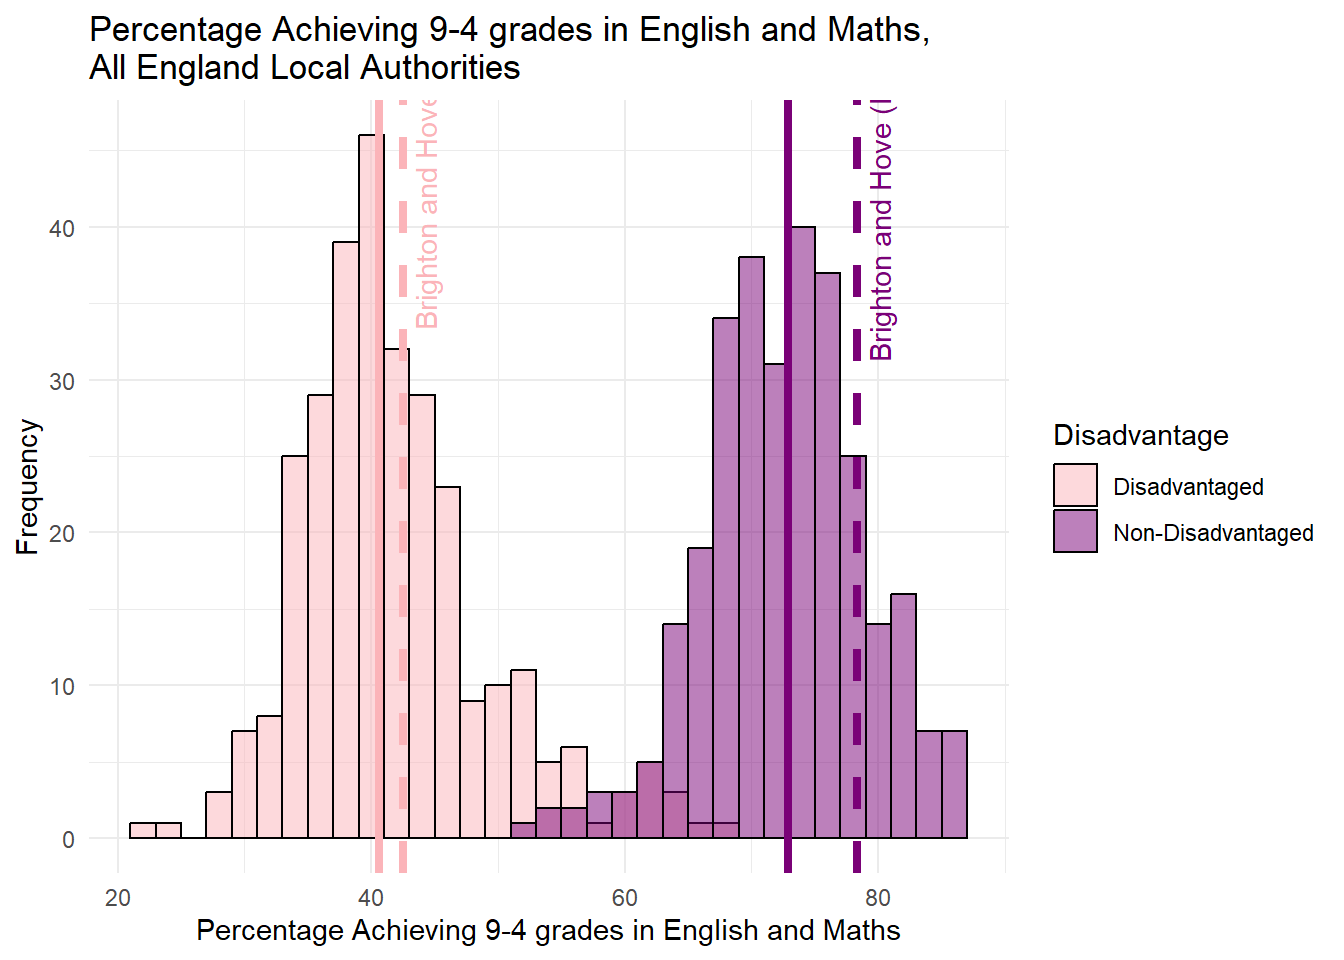 Percentage Achieving 9-4 grades in English and Maths,
All England Local Authorities
Brighton and Hove
Brighton and Hove (
40
30
20
10
0
Frequency
20 40 60 80
Percentage Achieving 9-4 grades in English and Maths
Disadvantage
Disadvantaged
Non-Disadvantaged